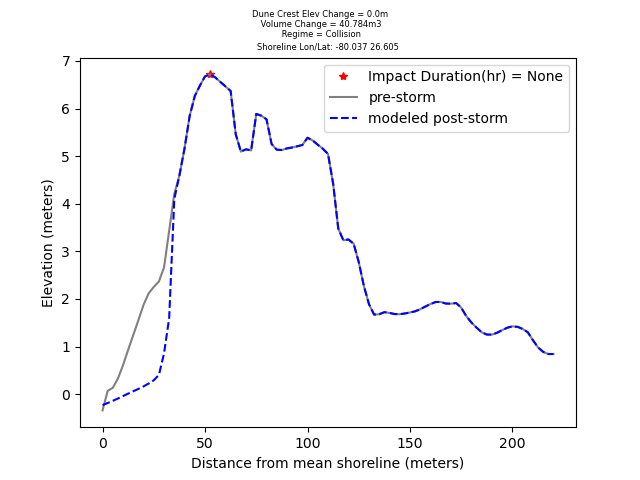 Dune Crest Elev Change = 0.0m
Volume Change = 40.784m3
Regime = Collision
Shoreline Lon/Lat: -80.037 26.605
Impact Duration(hr) = None
pre-storm
modeled post-storm
7
6
5
4
3
2
1
0
Elevation (meters)
0 50 100 150 200
Distance from mean shoreline (meters)